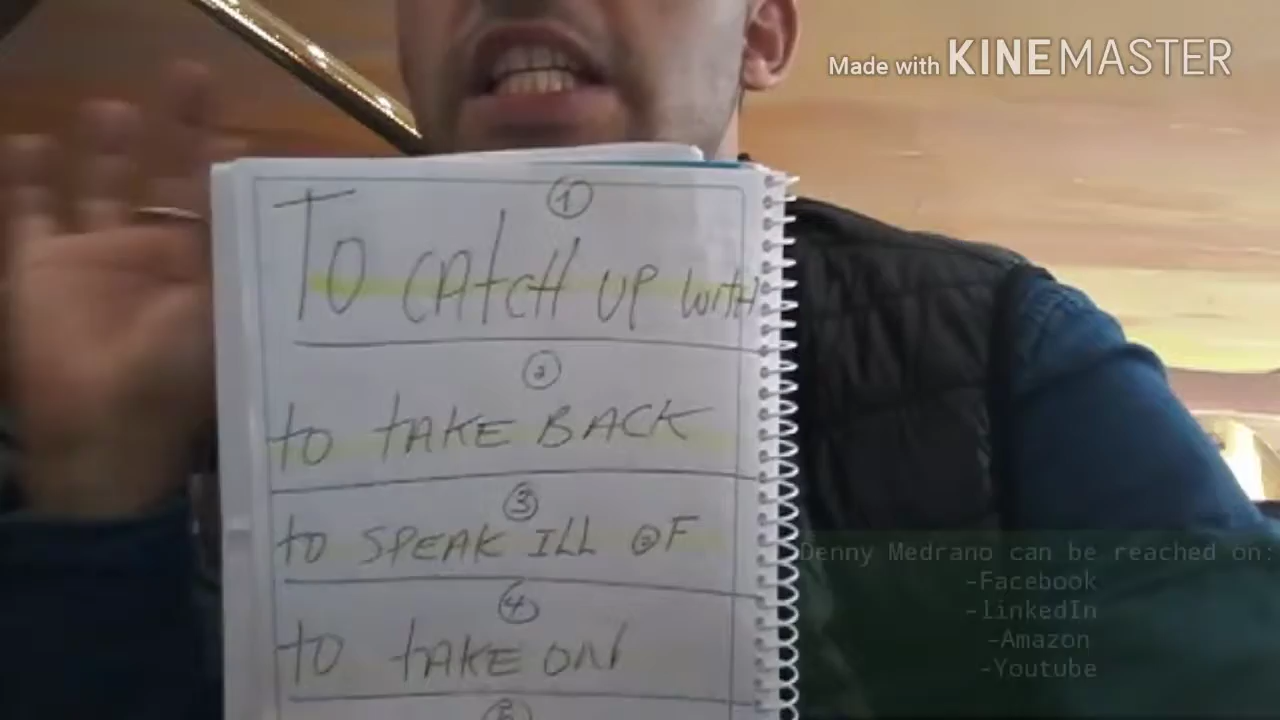 Made with KINEMASTER
1
To CAtcH UP WITH
2
to tAKE BACK
3
to SPEAK ILL OF
4
to tAKE ON
5
Denny Medrano can be reached on:
-Facebook
-linkedIn
-Amazon
-Youtube